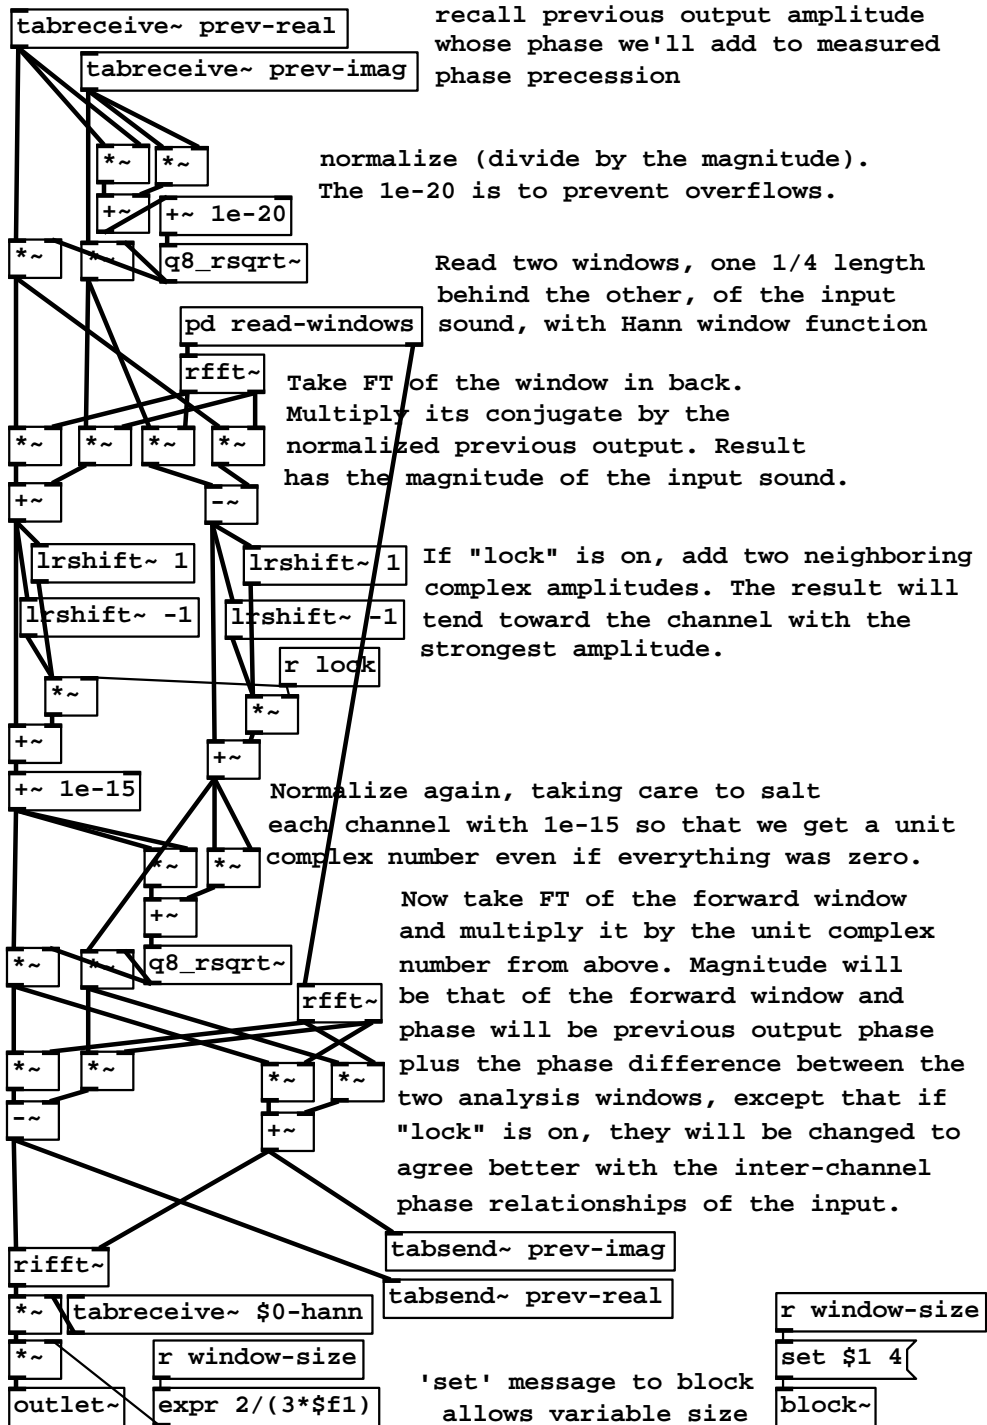 tabreceive~ prev-real
recall previous output amplitude
whose phase we'll add to measured
phase precession
tabreceive~ prev-imag
*~
*~
normalize (divide by the magnitude).
The 1e-20 is to prevent overflows.
+~
+~ 1e-20
*~
*~
q8_rsqrt~
Read two windows, one 1/4 length
behind the other, of the input
sound, with Hann window function
pd read-windows
rfft~
Take FT of the window in back.
Multiply its conjugate by the
normalized previous output. Result
has the magnitude of the input sound.
*~
*~
*~
*~
+~
-~
lrshift~ 1
lrshift~ 1
If "lock" is on, add two neighboring
complex amplitudes. The result will
tend toward the channel with the
strongest amplitude.
lrshift~ -1
lrshift~ -1
r lock
*~
*~
+~
+~
+~ 1e-15
Normalize again, taking care to salt
each channel with 1e-15 so that we get a unit
complex number even if everything was zero.
*~
*~
+~
*~
*~
q8_rsqrt~
Now take FT of the forward window
and multiply it by the unit complex
number from above. Magnitude will
be that of the forward window and
phase will be previous output phase
plus the phase difference between the
two analysis windows, except that if
"lock" is on, they will be changed to
agree better with the inter-channel
phase relationships of the input.
rfft~
*~
*~
*~
*~
-~
+~
tabsend~ prev-imag
rifft~
tabsend~ prev-real
*~
tabreceive~ $0-hann
r window-size
*~
r window-size
set $1 4
outlet~
expr 2/(3*$f1)
'set' message to block
allows variable size
block~